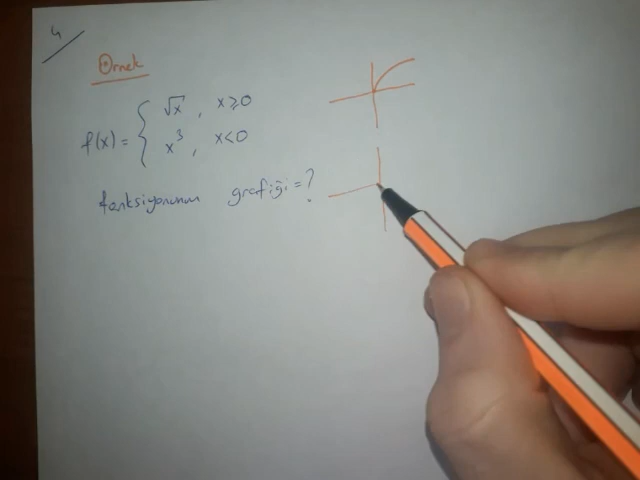 4
Örnek
f(x) = { √x , x ≥ 0
x³ , x < 0
fonksiyonunun grafiği = ?